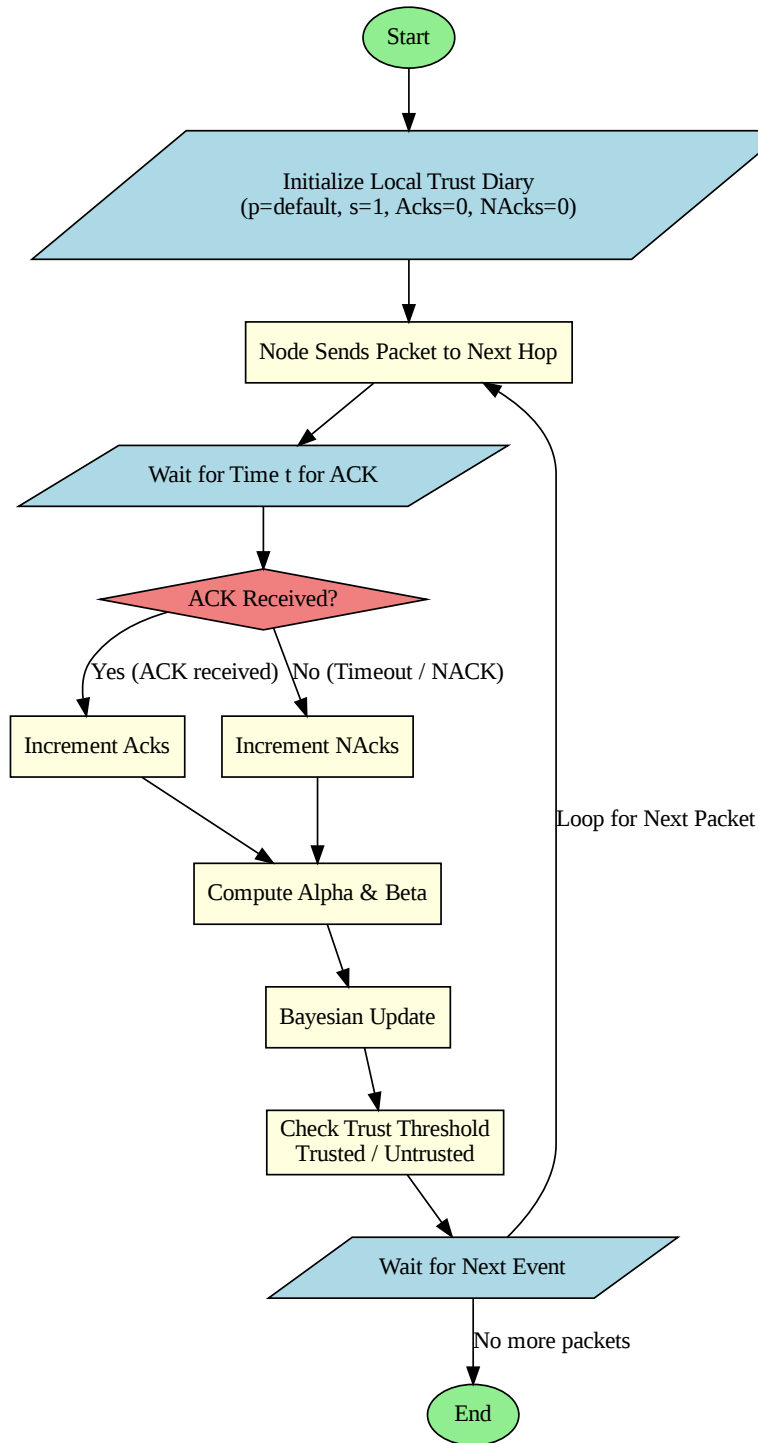 Start
Initialize Local Trust Diary
(p=default, s=1, Acks=0, NAcks=0)
Node Sends Packet to Next Hop
Wait for Time t for ACK
ACK Received?
Yes (ACK received)
No (Timeout / NACK)
Increment Acks
Increment NAcks
Loop for Next Packet
Compute Alpha & Beta
Bayesian Update
Check Trust Threshold
Trusted / Untrusted
Wait for Next Event
No more packets
End